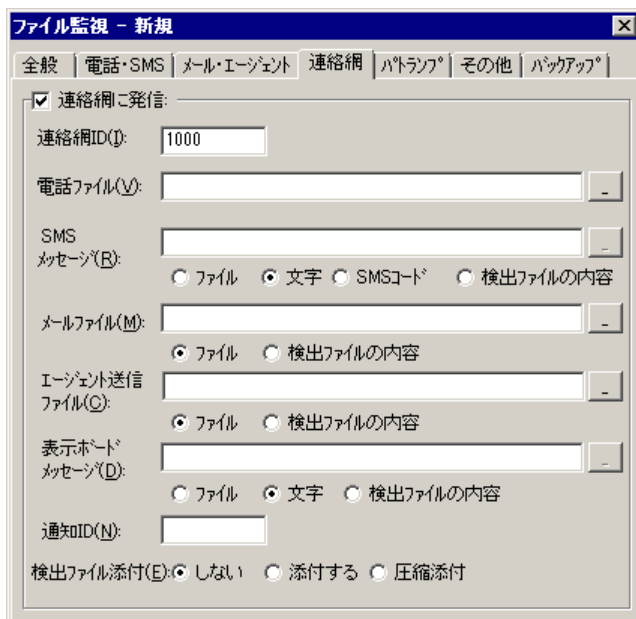 ファイル監視 - 新規
全般 電話・SMS ﾒｰﾙ・ｴｰｼﾞｪﾝﾄ 連絡網 ﾊﾟﾄﾗﾝﾌﾟ その他 ﾊﾞｯｸｱｯﾌﾟ
連絡網に発信:
連絡網ID(I): 1000
電話ﾌｧｲﾙ(V):
SMS
ﾒｯｾｰｼﾞ(R):
ﾌｧｲﾙ 文字 SMSｺｰﾄﾞ 検出ﾌｧｲﾙの内容
ﾒｰﾙﾌｧｲﾙ(M):
ﾌｧｲﾙ 検出ﾌｧｲﾙの内容
ｴｰｼﾞｪﾝﾄ送信
ﾌｧｲﾙ(C):
ﾌｧｲﾙ 検出ﾌｧｲﾙの内容
表示ﾎﾞｰﾄﾞ
ﾒｯｾｰｼﾞ(D):
ﾌｧｲﾙ 文字 検出ﾌｧｲﾙの内容
通知ID(N):
検出ﾌｧｲﾙ添付(E): しない 添付する 圧縮添付